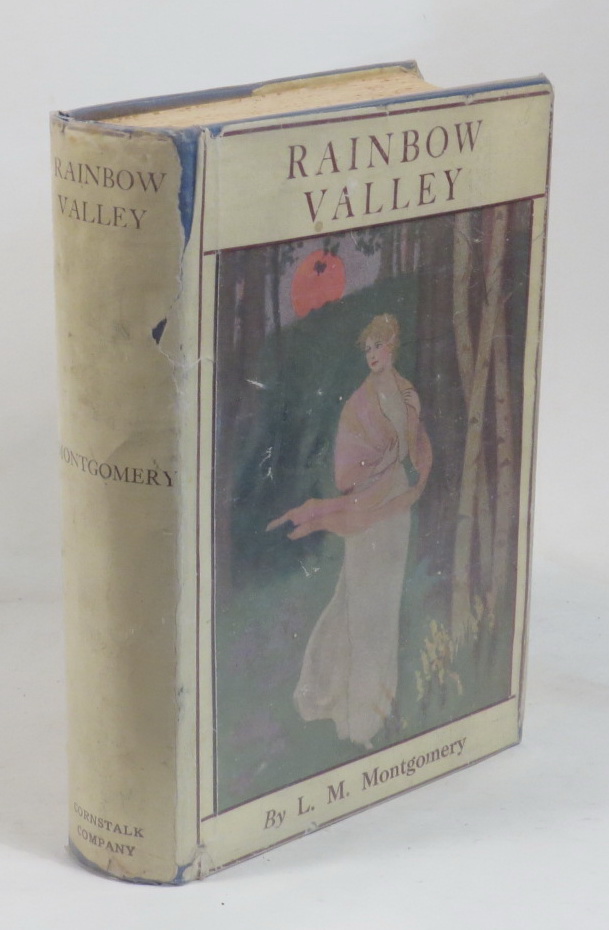 RAINBOW
VALLEY
MONTGOMERY
CORNSTALK
COMPANY
RAINBOW
VALLEY
By L. M. Montgomery